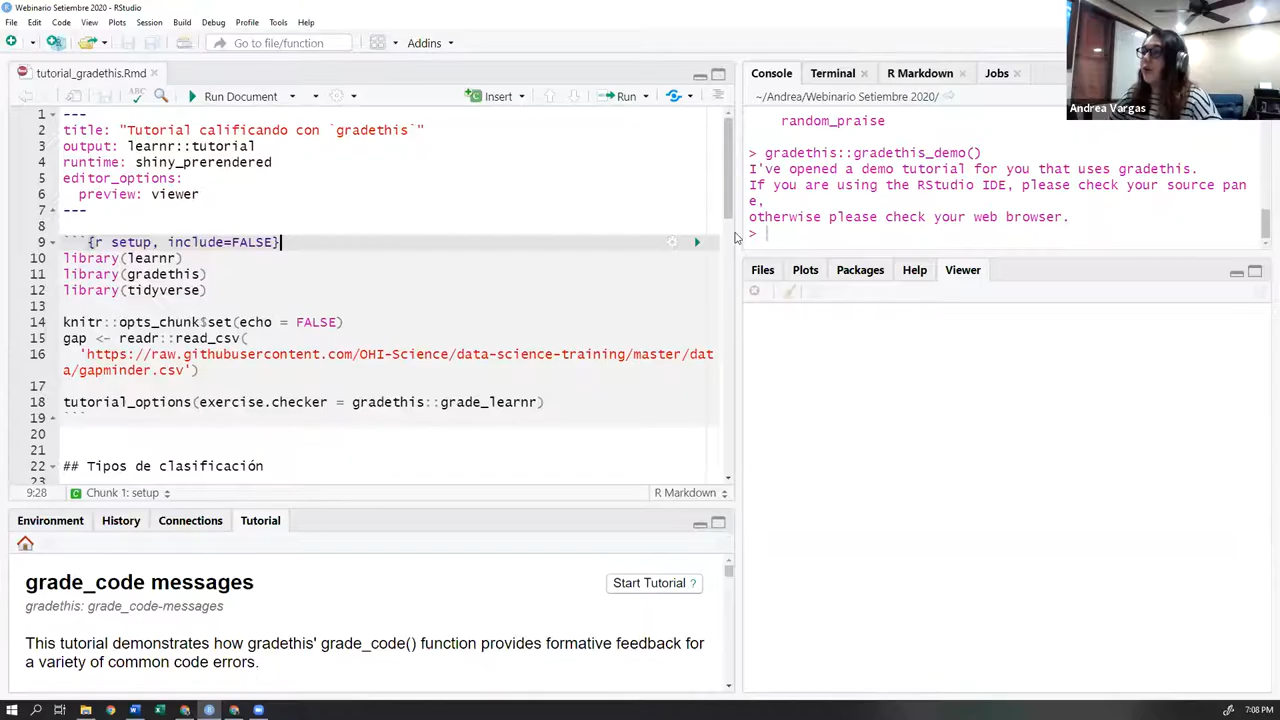 Webinario Setiembre 2020 - RStudio
File Edit Code View Plots Session Build Debug Profile Tools Help
Go to file/function Addins
tutorial_gradethis.Rmd
ABC Run Document Insert Run
1 ---
2 title: "Tutorial calificando con `gradethis`"
3 output: learnr::tutorial
4 runtime: shiny_prerendered
5 editor_options:
6 preview: viewer
7 ---
8
9 ```{r setup, include=FALSE}
10 library(learnr)
11 library(gradethis)
12 library(tidyverse)
13
14 knitr::opts_chunk$set(echo = FALSE)
15 gap <- readr::read_csv(
16 'https://raw.githubusercontent.com/OHI-Science/data-science-training/master/dat
a/gapminder.csv')
17
18 tutorial_options(exercise.checker = gradethis::grade_learnr)
19 ```
20
21
22 ## Tipos de clasificación
23
9:28 Chunk 1: setup R Markdown
Environment History Connections Tutorial
grade_code messages
Start Tutorial ?
gradethis: grade_code-messages
This tutorial demonstrates how gradethis' grade_code() function provides formative feedback for
a variety of common code errors.
Console Terminal R Markdown Jobs
~/Andrea/Webinario Setiembre 2020/
random_praise
> gradethis::gradethis_demo()
I've opened a demo tutorial for you that uses gradethis.
If you are using the RStudio IDE, please check your source pan
e,
otherwise please check your web browser.
>
Files Plots Packages Help Viewer
Andrea Vargas
7:08 PM